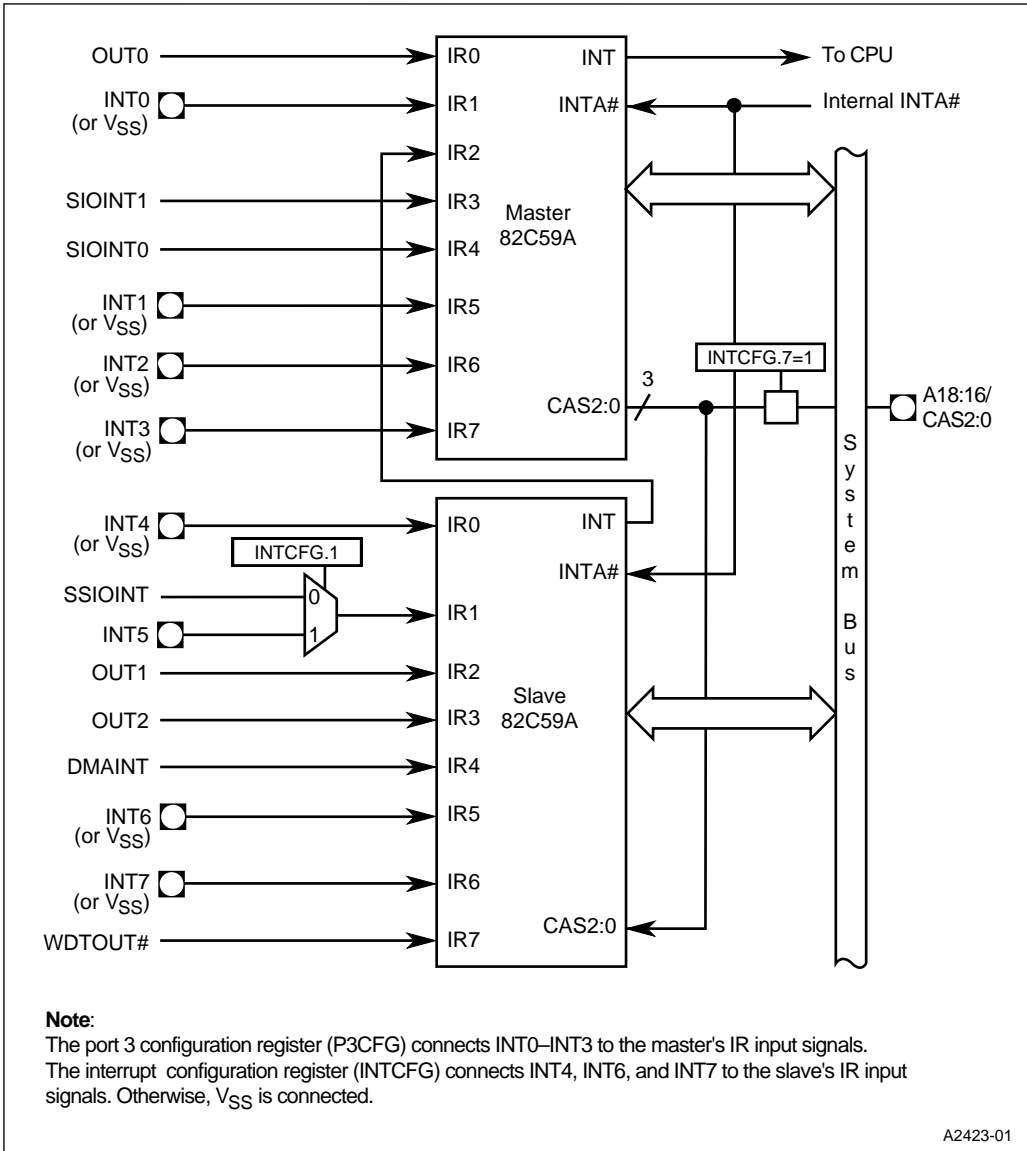 OUT0
IR0
INT
To CPU
INT0
(or VSS)
IR1
INTA#
Internal INTA#
IR2
SIOINT1
IR3
Master
82C59A
SIOINT0
IR4
INT1
(or VSS)
IR5
INT2
(or VSS)
IR6
INTCFG.7=1
3
INT3
(or VSS)
IR7
CAS2:0
A18:16/
CAS2:0
System Bus
INT4
(or VSS)
IR0
INT
INTCFG.1
INTA#
SSIOINT
0
IR1
INT5
1
OUT1
IR2
Slave
82C59A
OUT2
IR3
DMAINT
IR4
INT6
(or VSS)
IR5
INT7
(or VSS)
IR6
CAS2:0
WDTOUT#
IR7
Note:
The port 3 configuration register (P3CFG) connects INT0–INT3 to the master's IR input signals.
The interrupt configuration register (INTCFG) connects INT4, INT6, and INT7 to the slave's IR input
signals. Otherwise, VSS is connected.
A2423-01